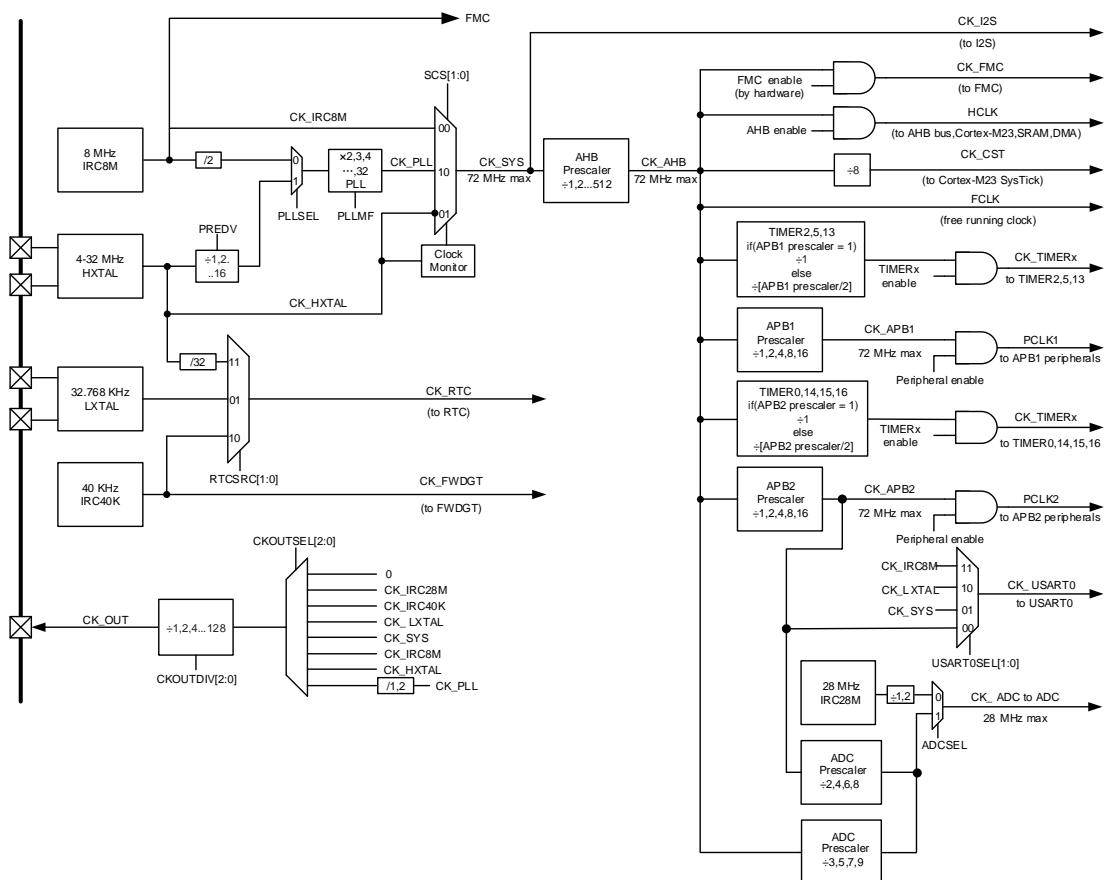 FMC
CK_I2S
(to I2S)
SCS[1:0]
CK_FMC
FMC enable
(by hardware)
(to FMC)
CK_IRC8M
00
HCLK
AHB enable
(to AHB bus,Cortex-M23,SRAM,DMA)
8 MHz
IRC8M
/2
0
1
PLLSEL
×2,3,4
…,32
PLL
PLLMF
CK_PLL
10
01
CK_SYS
72 MHz max
AHB
Prescaler
÷1,2...512
CK_AHB
72 MHz max
÷8
CK_CST
(to Cortex-M23 SysTick)
FCLK
(free running clock)
PREDV
÷1,2.
..16
Clock
Monitor
4-32 MHz
HXTAL
CK_HXTAL
TIMER2,5,13
if(APB1 prescaler = 1)
÷1
else
÷[APB1 prescaler/2]
TIMERx
enable
CK_TIMERx
to TIMER2,5,13
APB1
Prescaler
÷1,2,4,8,16
CK_APB1
72 MHz max
Peripheral enable
PCLK1
to APB1 peripherals
/32
11
01
10
32.768 KHz
LXTAL
CK_RTC
(to RTC)
RTCSRC[1:0]
TIMER0,14,15,16
if(APB2 prescaler = 1)
÷1
else
÷[APB2 prescaler/2]
TIMERx
enable
CK_TIMERx
to TIMER0,14,15,16
40 KHz
IRC40K
CK_FWDGT
(to FWDGT)
APB2
Prescaler
÷1,2,4,8,16
CK_APB2
72 MHz max
Peripheral enable
PCLK2
to APB2 peripherals
CKOUTSEL[2:0]
0
CK_IRC28M
CK_IRC40K
CK_LXTAL
CK_SYS
CK_IRC8M
CK_HXTAL
/1,2
CK_PLL
CK_OUT
÷1,2,4...128
CKOUTDIV[2:0]
CK_IRC8M
11
CK_LXTAL
10
CK_SYS
01
00
CK_USART0
to USART0
USART0SEL[1:0]
28 MHz
IRC28M
÷1,2
0
1
CK_ ADC to ADC
28 MHz max
ADCSEL
ADC
Prescaler
÷2,4,6,8
ADC
Prescaler
÷3,5,7,9